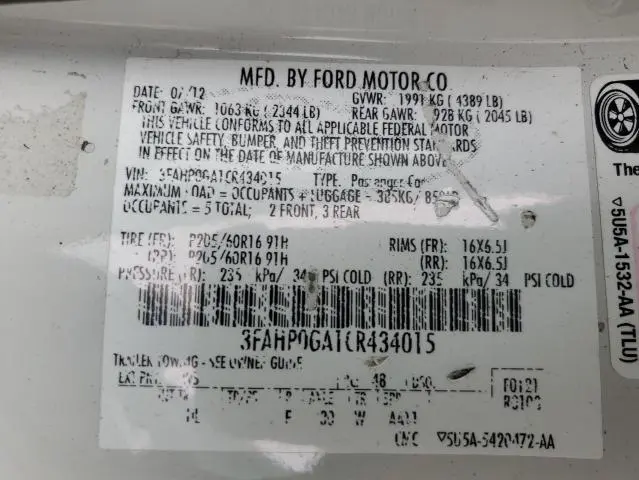 MFD. BY FORD MOTOR CO
DATE: /12 GVWR: 1991 KG ( 4389 LB)
FRONT GAWR: 1063 KG ( 2344 LB) REAR GAWR: 928 KG ( 2045 LB)
THIS VEHICLE CONFORMS TO ALL APPLICABLE FEDERAL MOTOR
VEHICLE SAFETY, BUMPER, AND THEFT PREVENTION STANDARDS
IN EFFECT ON THE DATE OF MANUFACTURE SHOWN ABOVE
VIN: 3FAHP0GA1CR434015 TYPE: Passenger Car
MAXIMUM LOAD = OCCUPANTS + LUGGAGE = 385KG/
OCCUPANTS = 5 TOTAL; 2 FRONT, 3 REAR
TIRE (FR): P205/60R16 91H RIMS (FR): 16X6.5J
(RR): P205/60R16 91H (RR): 16X6.5J
PRESSURE (FR): 235 kPa/ 34 PSI COLD (RR): 235 kPa/ 34 PSI COLD
3FAHP0GA1CR434015
TRAILER TOWING - SEE OWNER GUIDE
48
F0121
33 W
▽5U5A-5420472-AA
The
▽5U5A-1532-AA (TLU)